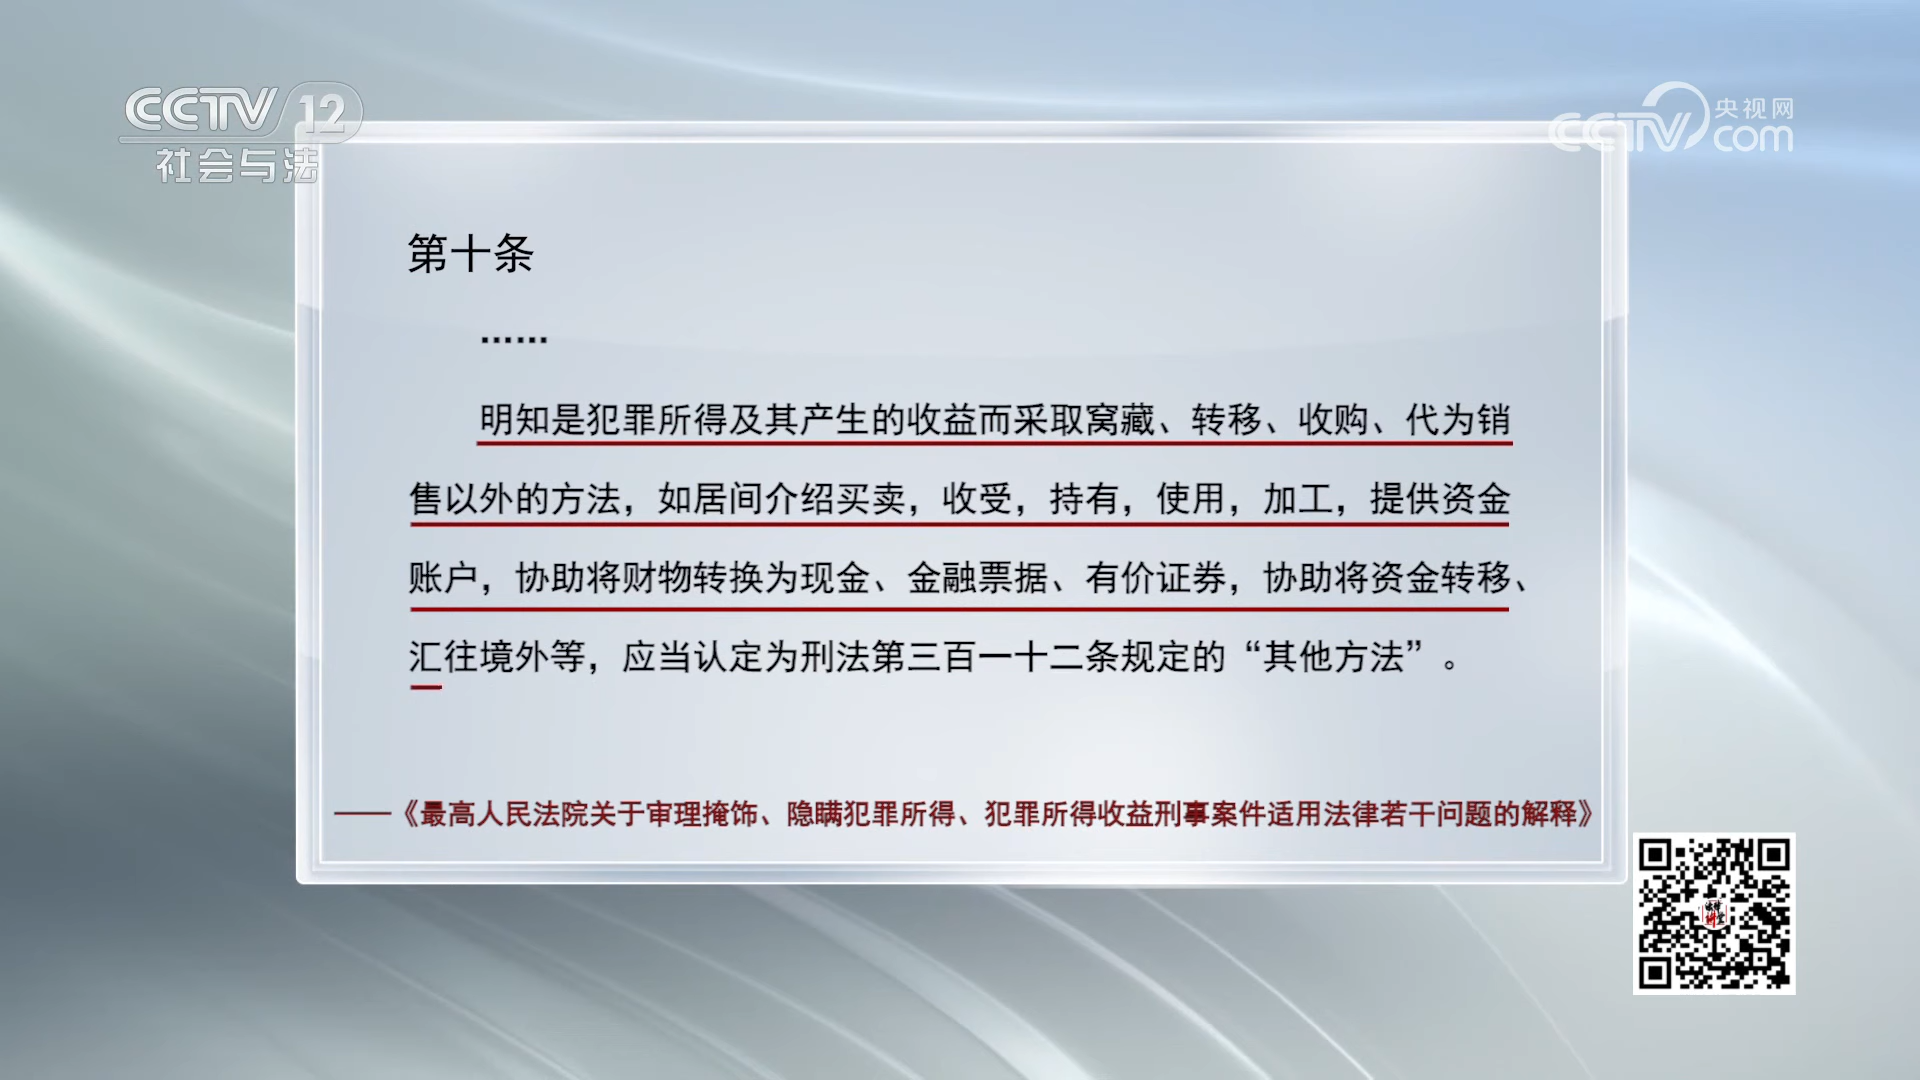 CCTV 12
社会与法
央视网
CCTV com
第十条
……
明知是犯罪所得及其产生的收益而采取窝藏、转移、收购、代为销
售以外的方法，如居间介绍买卖，收受，持有，使用，加工，提供资金
账户，协助将财物转换为现金、金融票据、有价证券，协助将资金转移、
汇往境外等，应当认定为刑法第三百一十二条规定的“其他方法”。
——《最高人民法院关于审理掩饰、隐瞒犯罪所得、犯罪所得收益刑事案件适用法律若干问题的解释》